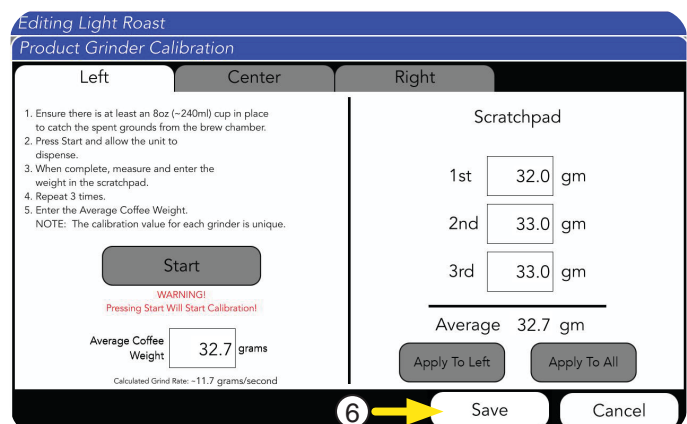 Editing Light Roast
Product Grinder Calibration
Left
Center
Right
1. Ensure there is at least an 8oz (~240ml) cup in place
to catch the spent grounds from the brew chamber.
2. Press Start and allow the unit to
dispense.
3. When complete, measure and enter the
weight in the scratchpad.
4. Repeat 3 times.
5. Enter the Average Coffee Weight.
NOTE: The calibration value for each grinder is unique.
Start
WARNING!
Pressing Start Will Start Calibration!
Average Coffee
Weight
32.7 grams
Calculated Grind Rate: ~11.7 grams/second
Scratchpad
1st 32.0 gm
2nd 33.0 gm
3rd 33.0 gm
Average 32.7 gm
Apply To Left
Apply To All
6
Save
Cancel